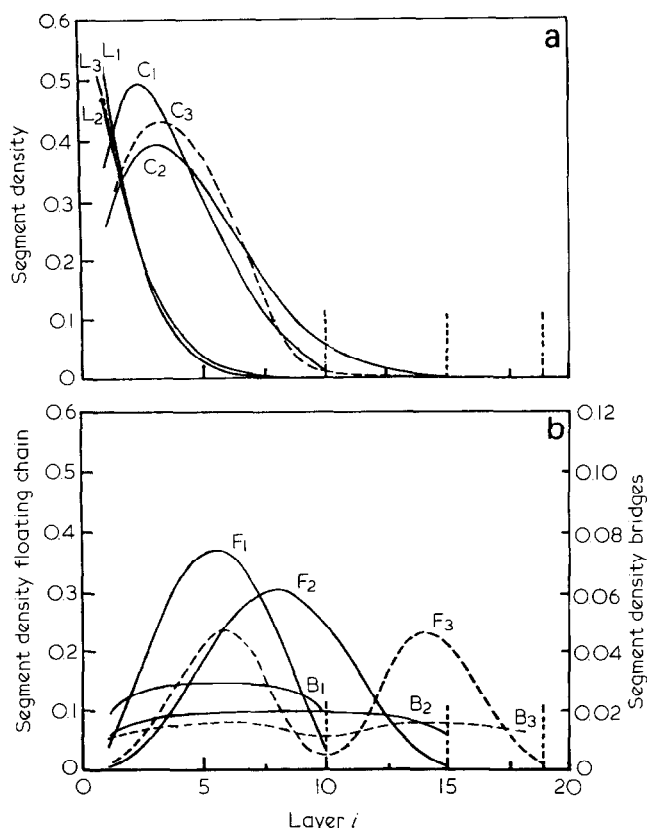 a
0.6
0.5
0.4
0.3
0.2
0.1
0
Segment density
L₃
L₁
L₂
C₁
C₃
C₂
5
10
15
b
0.6
0.5
0.4
0.3
0.2
0.1
0
Segment density floating chain
0.12
0.10
0.08
0.06
0.04
0.02
0
Segment density bridges
F₁
F₂
F₃
B₁
B₂
B₃
0
5
10
15
20
Layer i